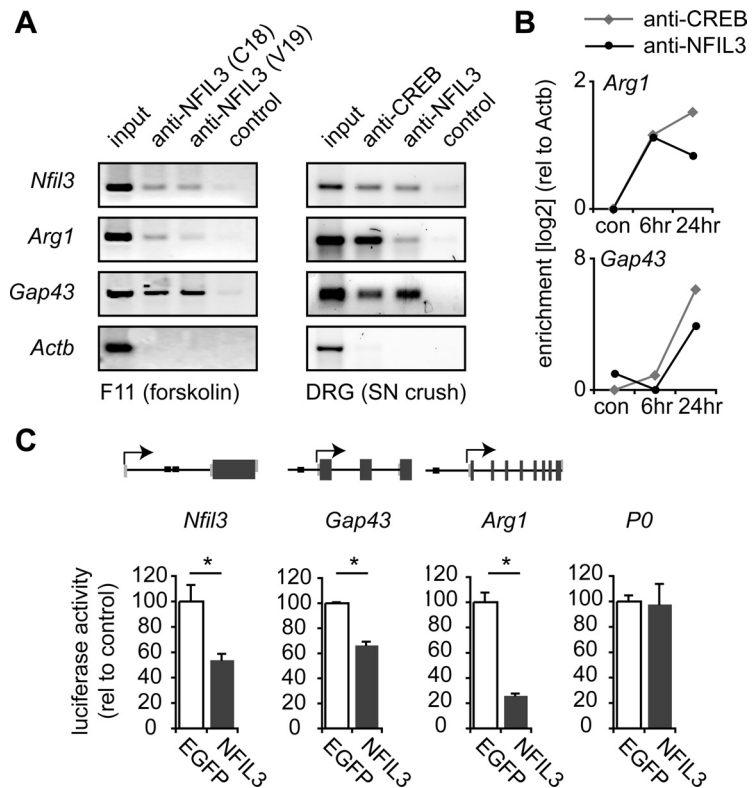 A
input
anti-NFIL3 (C18)
anti-NFIL3 (V19)
control
input
anti-CREB
anti-NFIL3
control
Nfil3
Arg1
Gap43
Actb
F11 (forskolin)
DRG (SN crush)
B
anti-CREB
anti-NFIL3
enrichment [log2] (rel to Actb)
Arg1
2
0
con 6hr 24hr
Gap43
8
0
con 6hr 24hr
C
Nfil3 Gap43 Arg1 P0
luciferase activity
(rel to control)
120
100
80
60
40
20
0
EGFP
NFIL3
*
120
100
80
60
40
20
0
EGFP
NFIL3
*
120
100
80
60
40
20
0
EGFP
NFIL3
*
120
100
80
60
40
20
0
EGFP
NFIL3